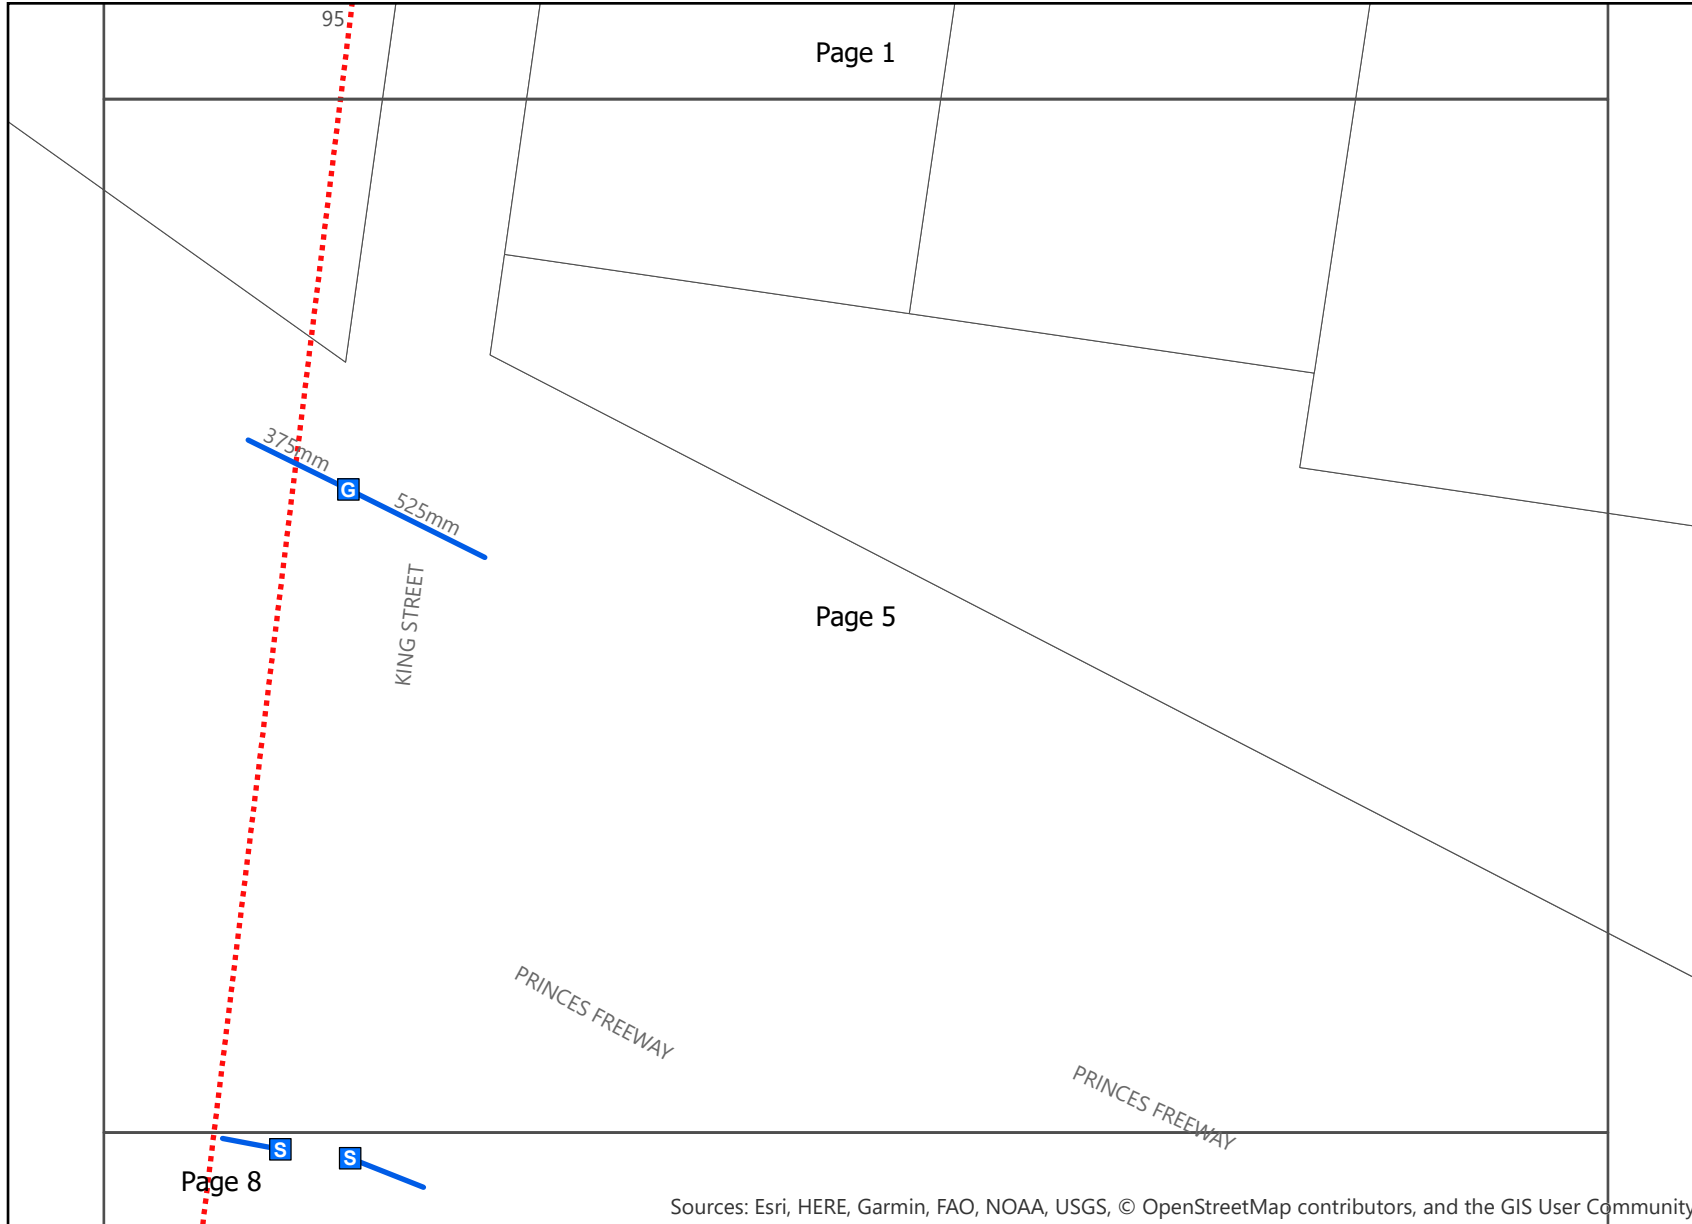 95
Page 1
375mm
G
525mm
KING STREET
Page 5
PRINCES FREEWAY
PRINCES FREEWAY
S
S
Page 8
Sources: Esri, HERE, Garmin, FAO, NOAA, USGS, © OpenStreetMap contributors, and the GIS User Community